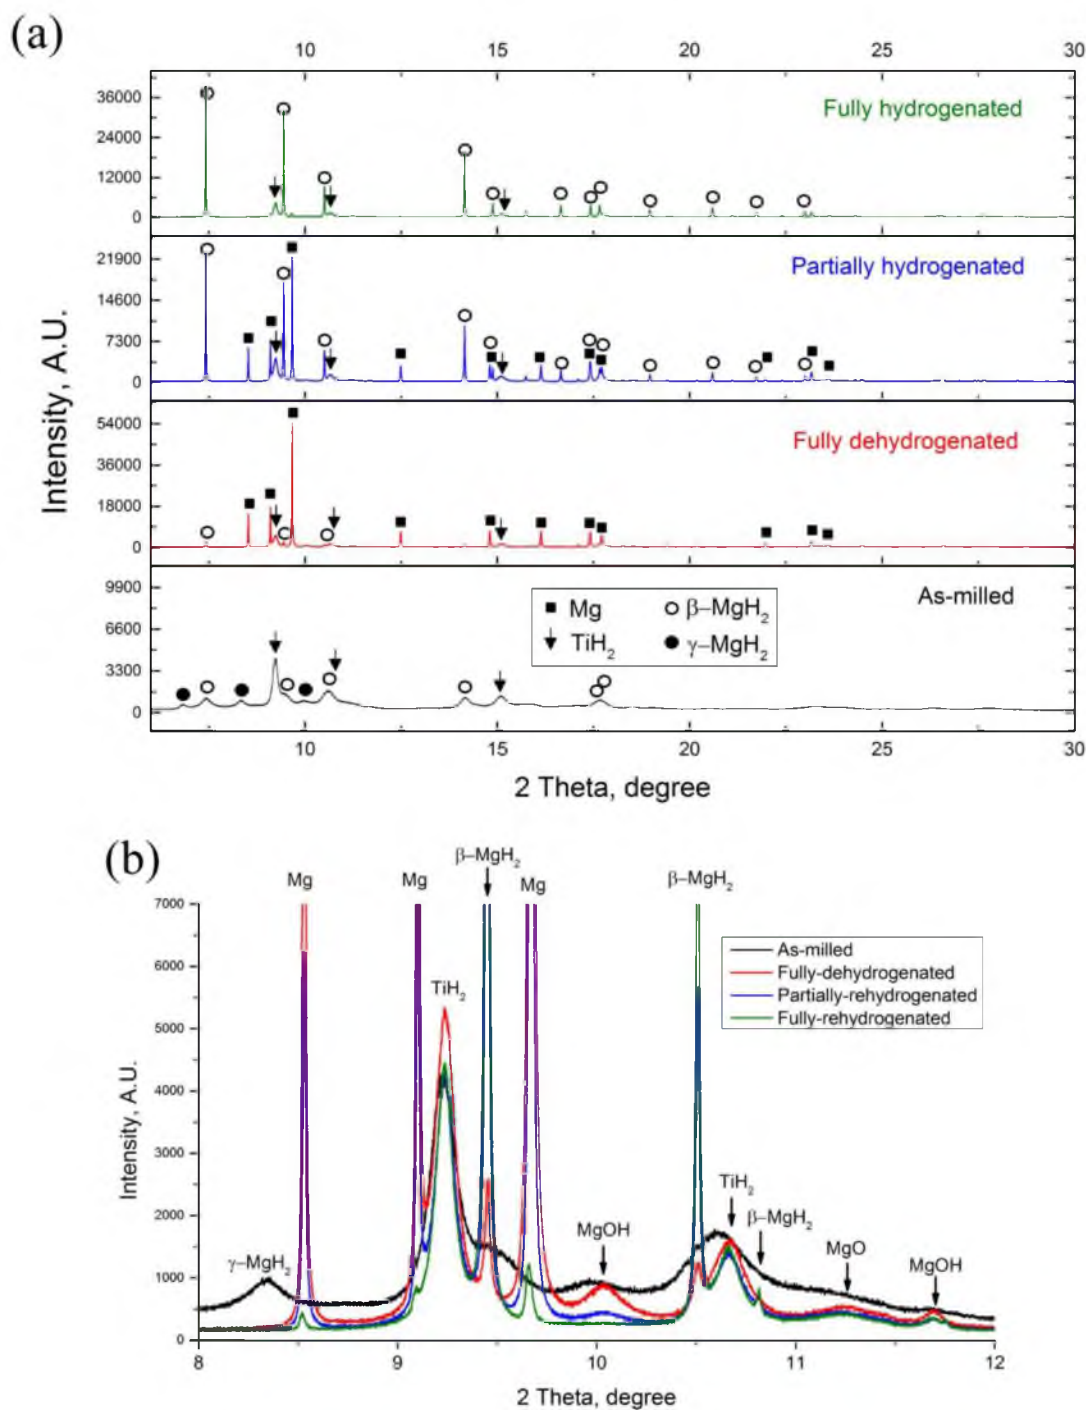 (a)
10 15 20 25 30
36000
24000
12000
0
Fully hydrogenated
21900
14600
7300
0
Partially hydrogenated
54000
36000
18000
0
Fully dehydrogenated
9900
6600
3300
0
As-milled
Mg
β–MgH2
TiH2
γ–MgH2
Intensity, A.U.
10 15 20 25 30
2 Theta, degree
(b)
Mg
Mg
β–MgH2
Mg
β–MgH2
7000
6000
5000
4000
3000
2000
1000
0
As-milled
Fully-dehydrogenated
Partially-rehydrogenated
Fully-rehydrogenated
TiH2
γ–MgH2
MgOH
TiH2
β–MgH2
MgO
MgOH
Intensity, A.U.
8 9 10 11 12
2 Theta, degree